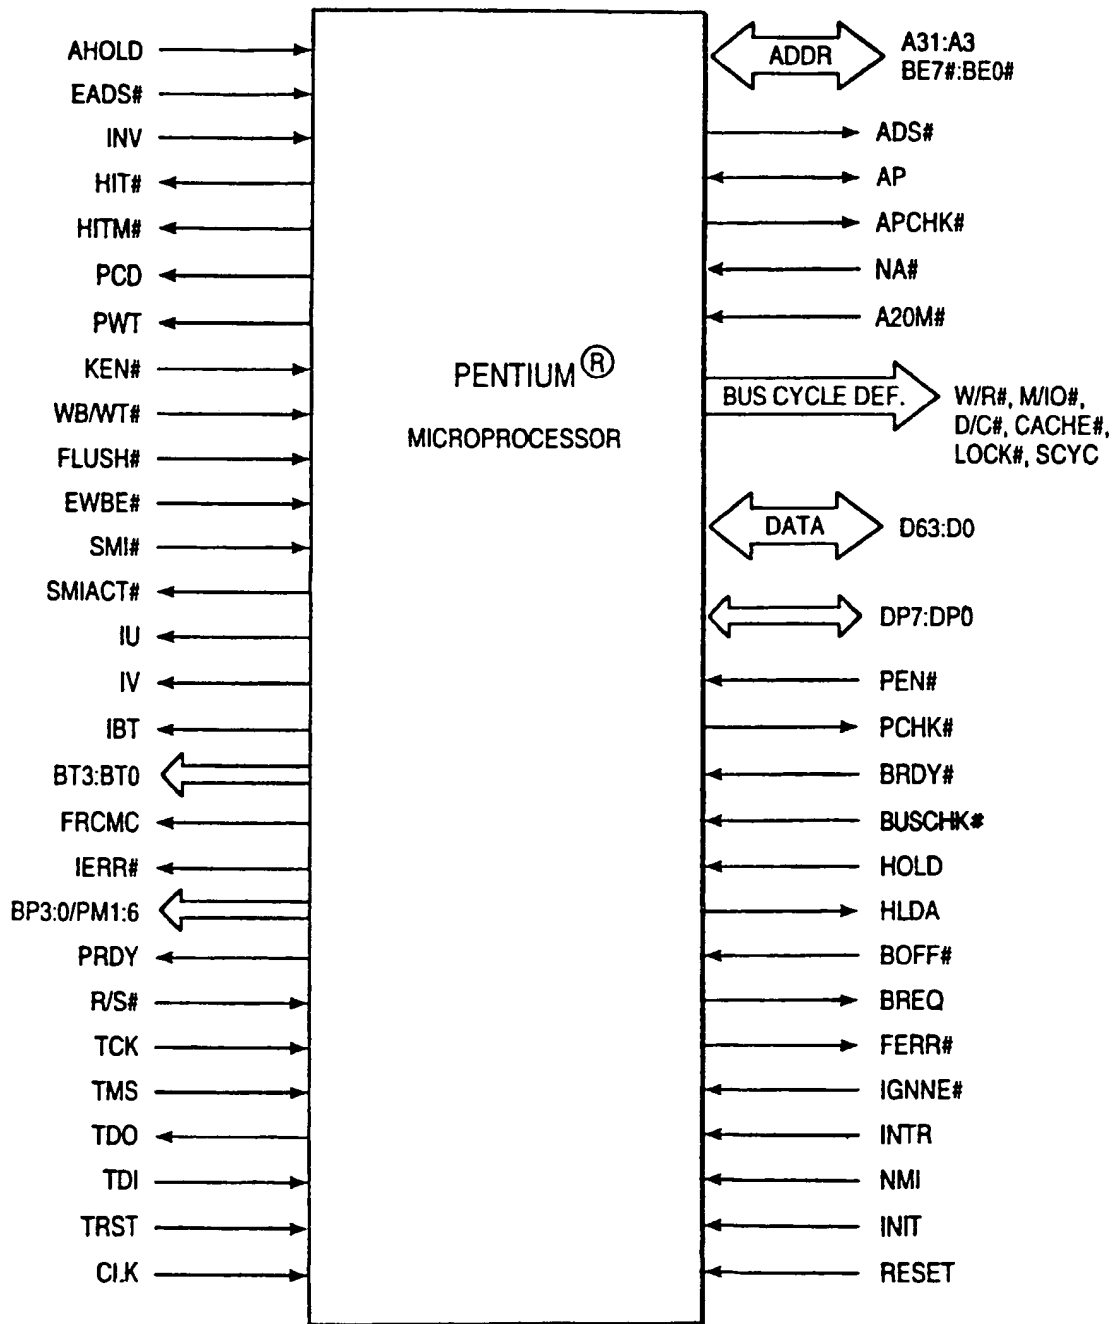 AHOLD
EADS#
INV
HIT#
HITM#
PCD
PWT
KEN#
WB/WT#
FLUSH#
EWBE#
SMI#
SMIACT#
IU
IV
IBT
BT3:BT0
FRCMC
IERR#
BP3:0/PM1:6
PRDY
R/S#
TCK
TMS
TDO
TDI
TRST
CLK
PENTIUM®
MICROPROCESSOR
ADDR
A31:A3
BE7#:BE0#
ADS#
AP
APCHK#
NA#
A20M#
BUS CYCLE DEF.
W/R#, M/IO#,
D/C#, CACHE#,
LOCK#, SCYC
DATA
D63:D0
DP7:DP0
PEN#
PCHK#
BRDY#
BUSCHK#
HOLD
HLDA
BOFF#
BREQ
FERR#
IGNNE#
INTR
NMI
INIT
RESET